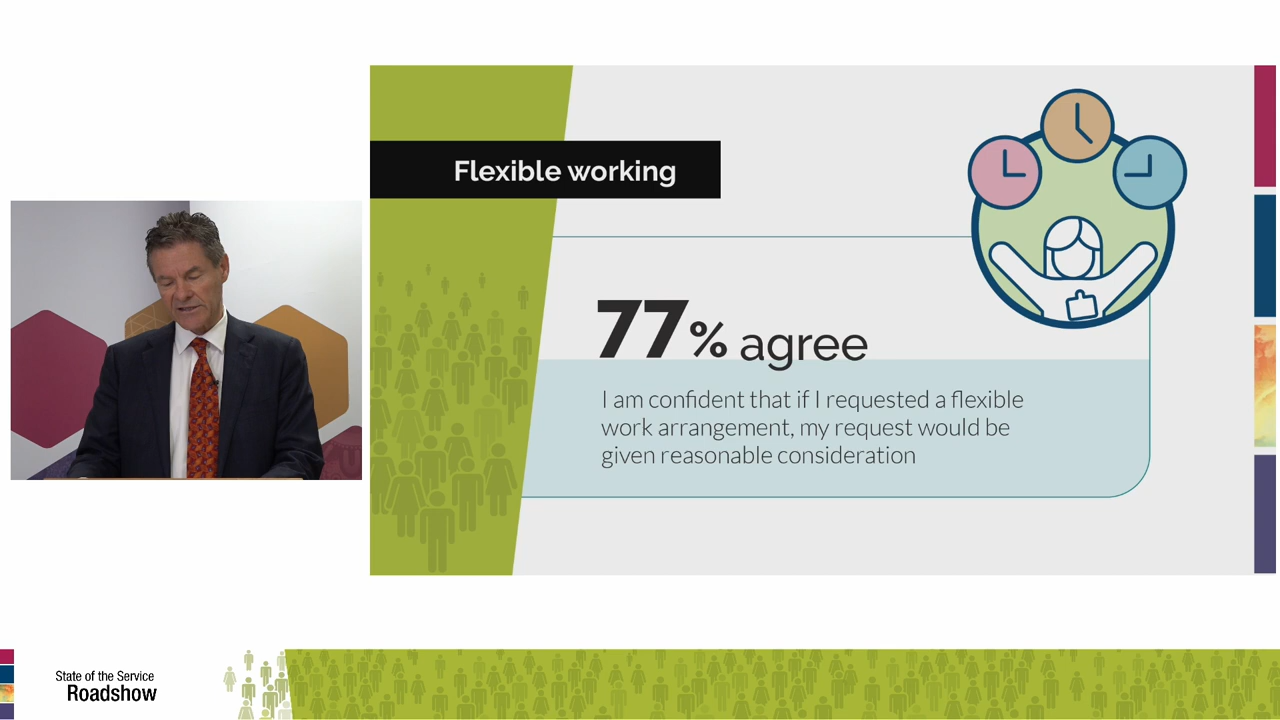 Flexible working
77% agree
I am confident that if I requested a flexible
work arrangement, my request would be
given reasonable consideration
State of the Service
Roadshow